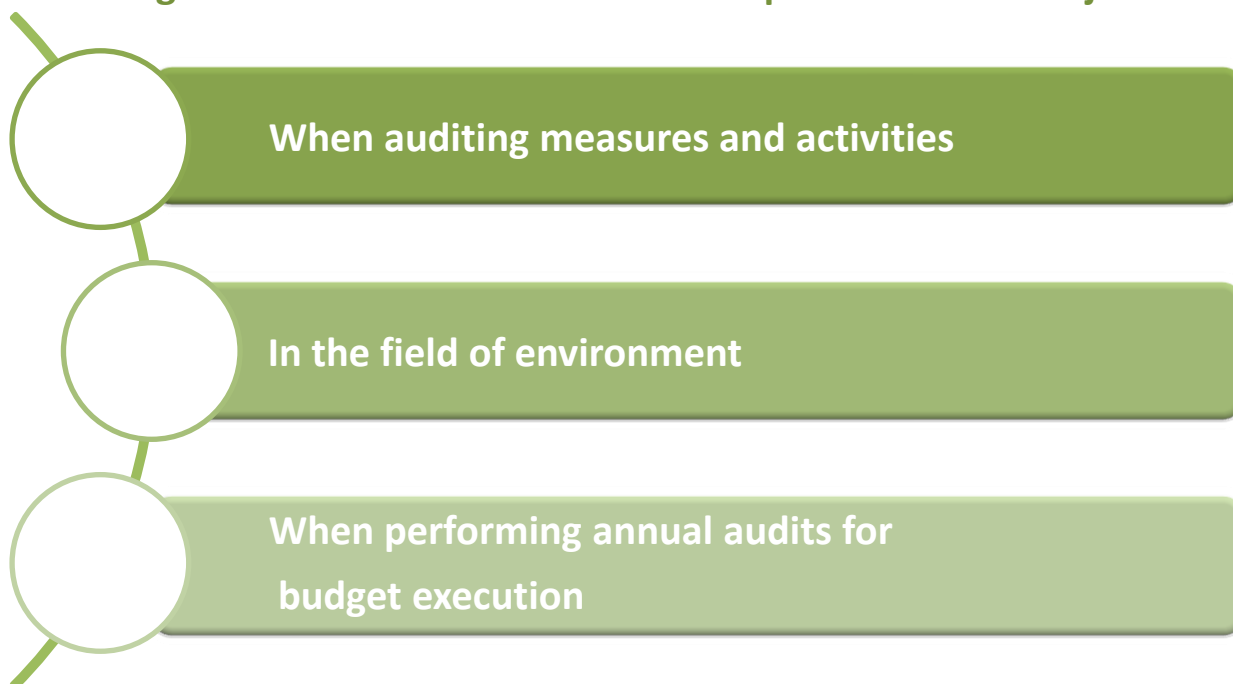 When auditing measures and activities
In the field of environment
When performing annual audits for
budget execution